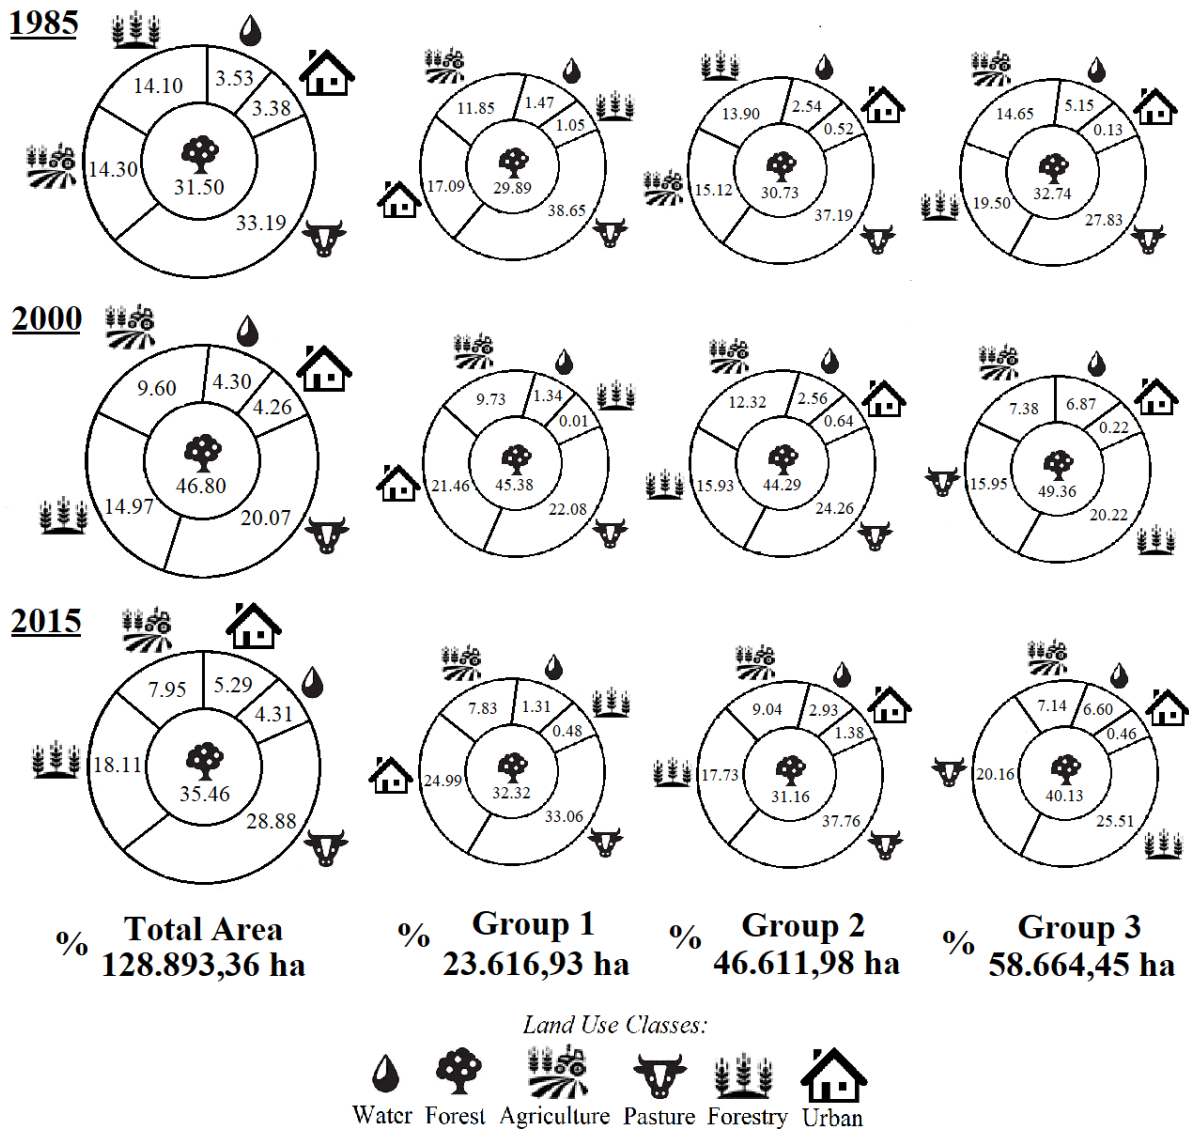 1985
14.10 3.53 3.38 14.30 31.50 33.19
11.85 1.47 1.05 17.09 29.89 38.65
13.90 2.54 0.52 15.12 30.73 37.19
14.65 5.15 0.13 19.50 32.74 27.83
2000
9.60 4.30 4.26 14.97 46.80 20.07
9.73 1.34 0.01 21.46 45.38 22.08
12.32 2.56 0.64 15.93 44.29 24.26
7.38 6.87 0.22 15.95 49.36 20.22
2015
7.95 5.29 4.31 18.11 35.46 28.88
7.83 1.31 0.48 24.99 32.32 33.06
9.04 2.93 1.38 17.73 31.16 37.76
7.14 6.60 0.46 20.16 40.13 25.51
% Total Area
128.893,36 ha
% Group 1
23.616,93 ha
% Group 2
46.611,98 ha
% Group 3
58.664,45 ha
Land Use Classes:
Water Forest Agriculture Pasture Forestry Urban